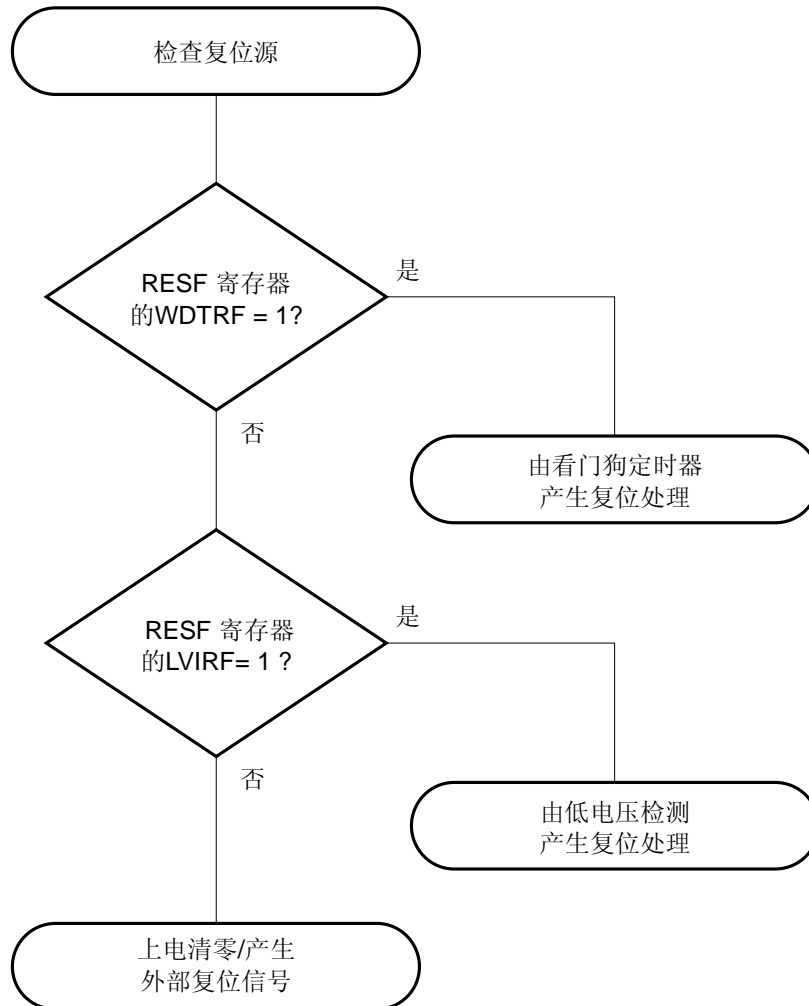 检查复位源
RESF 寄存器
的WDTRF = 1?
是
否
由看门狗定时器
产生复位处理
RESF 寄存器
的LVIRF= 1 ?
是
否
由低电压检测
产生复位处理
上电清零/产生
外部复位信号